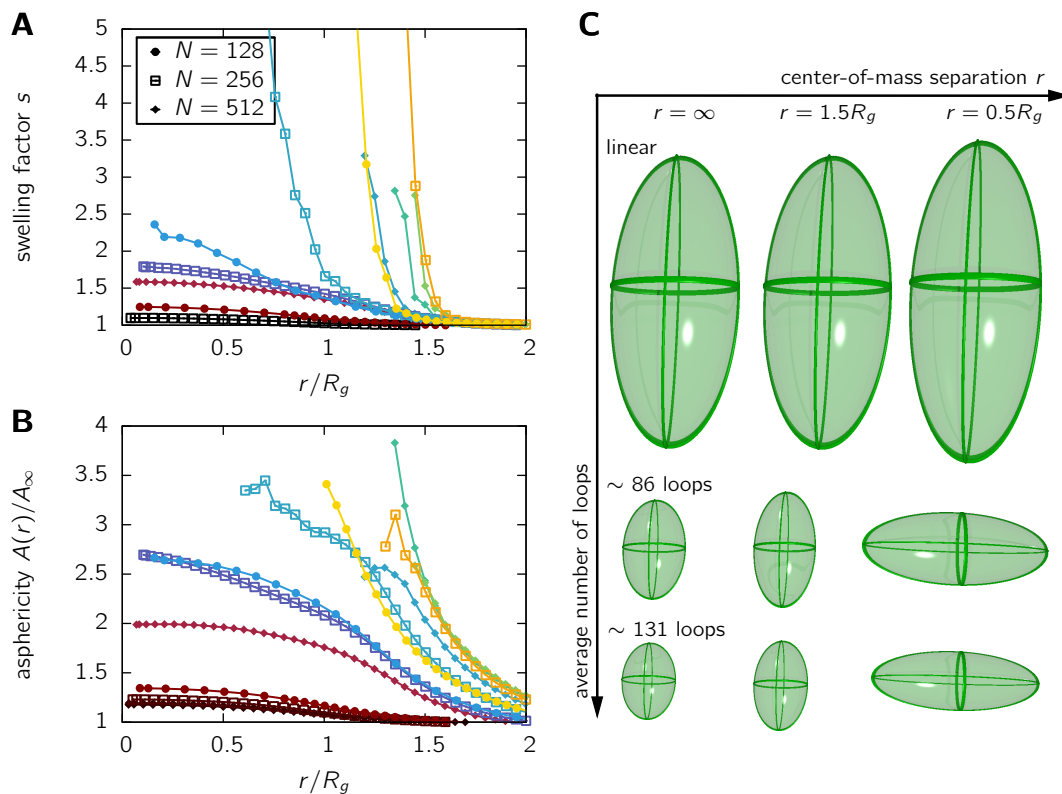 A
5
4.5
4
3.5
3
2.5
2
1.5
1
swelling factor s
N = 128
N = 256
N = 512
0
0.5
1
1.5
2
r/R_g
B
4
3.5
3
2.5
2
1.5
1
asphericity A(r)/A_∞
0
0.5
1
1.5
2
r/R_g
C
center-of-mass separation r
r = ∞
r = 1.5R_g
r = 0.5R_g
linear
average number of loops
~ 86 loops
~ 131 loops